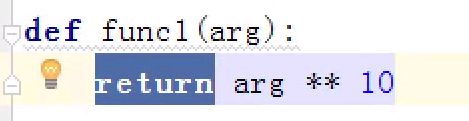 def func1(arg):
return arg ** 10